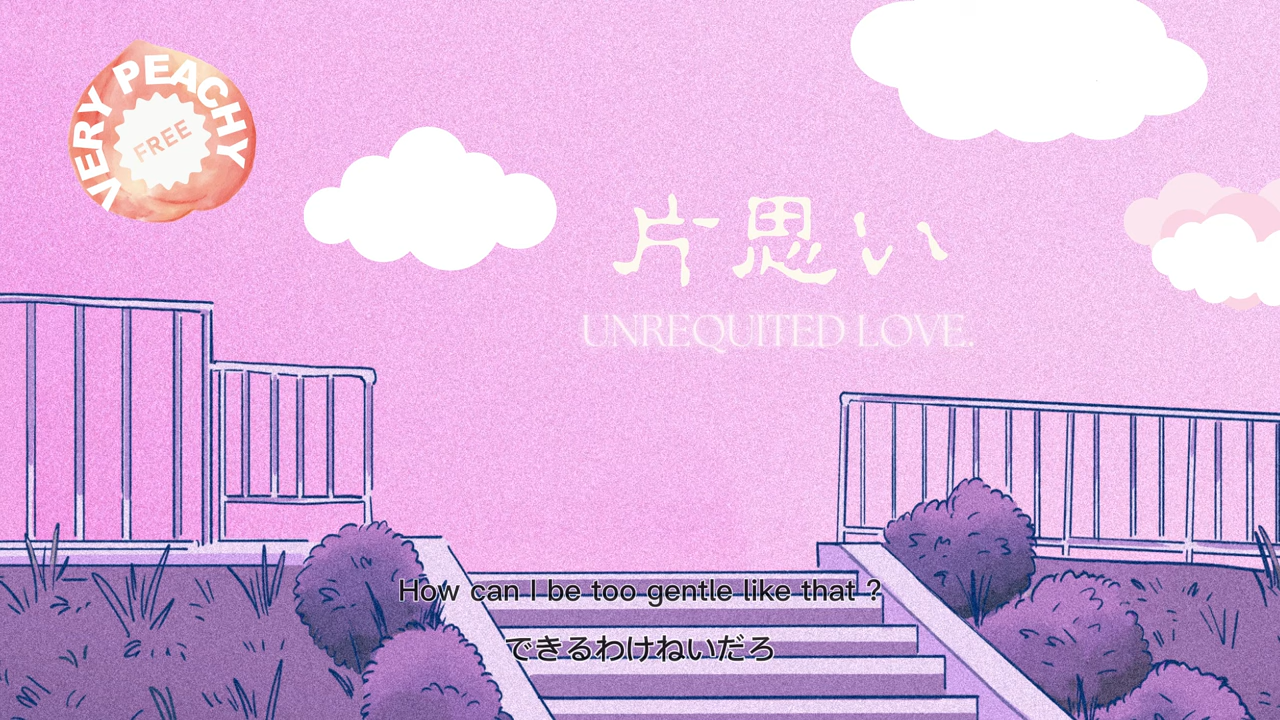 VERY PEACHY
FREE
片思い
UNREQUITED LOVE.
How can I be too gentle like that ?
できるわけねいだろ